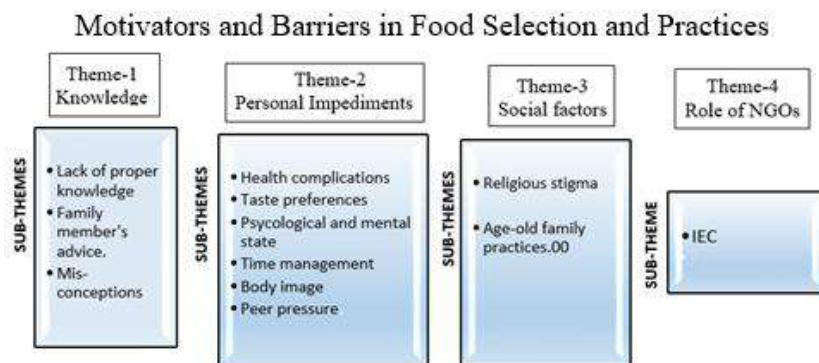 Motivators and Barriers in Food Selection and Practices
Theme-1
Knowledge
SUB-THEMES
• Lack of proper
knowledge
• Family
member's
advice.
• Mis-
conceptions
Theme-2
Personal Impediments
SUB-THEMES
• Health complications
• Taste preferences
• Psycological and mental
state
• Time management
• Body image
• Peer pressure
Theme-3
Social factors
SUB-THEMES
• Religious stigma
• Age-old family
practices.00
Theme-4
Role of NGOs
SUB-THEME
• IEC